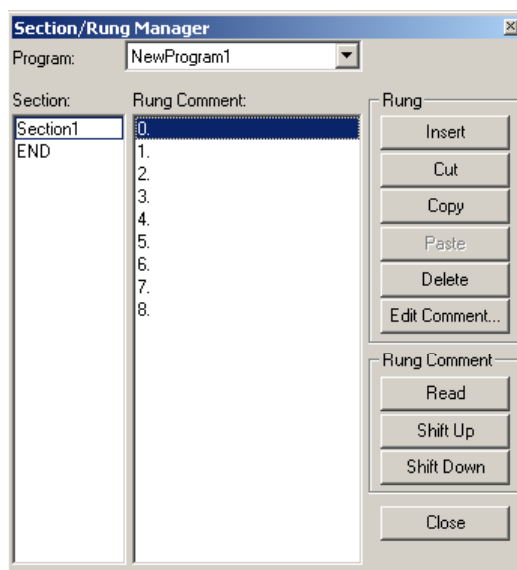 Section/Rung Manager
Program: NewProgram1
Section: Rung Comment:
Section1
END
0.
1.
2.
3.
4.
5.
6.
7.
8.
Rung
Insert
Cut
Copy
Paste
Delete
Edit Comment...
Rung Comment
Read
Shift Up
Shift Down
Close